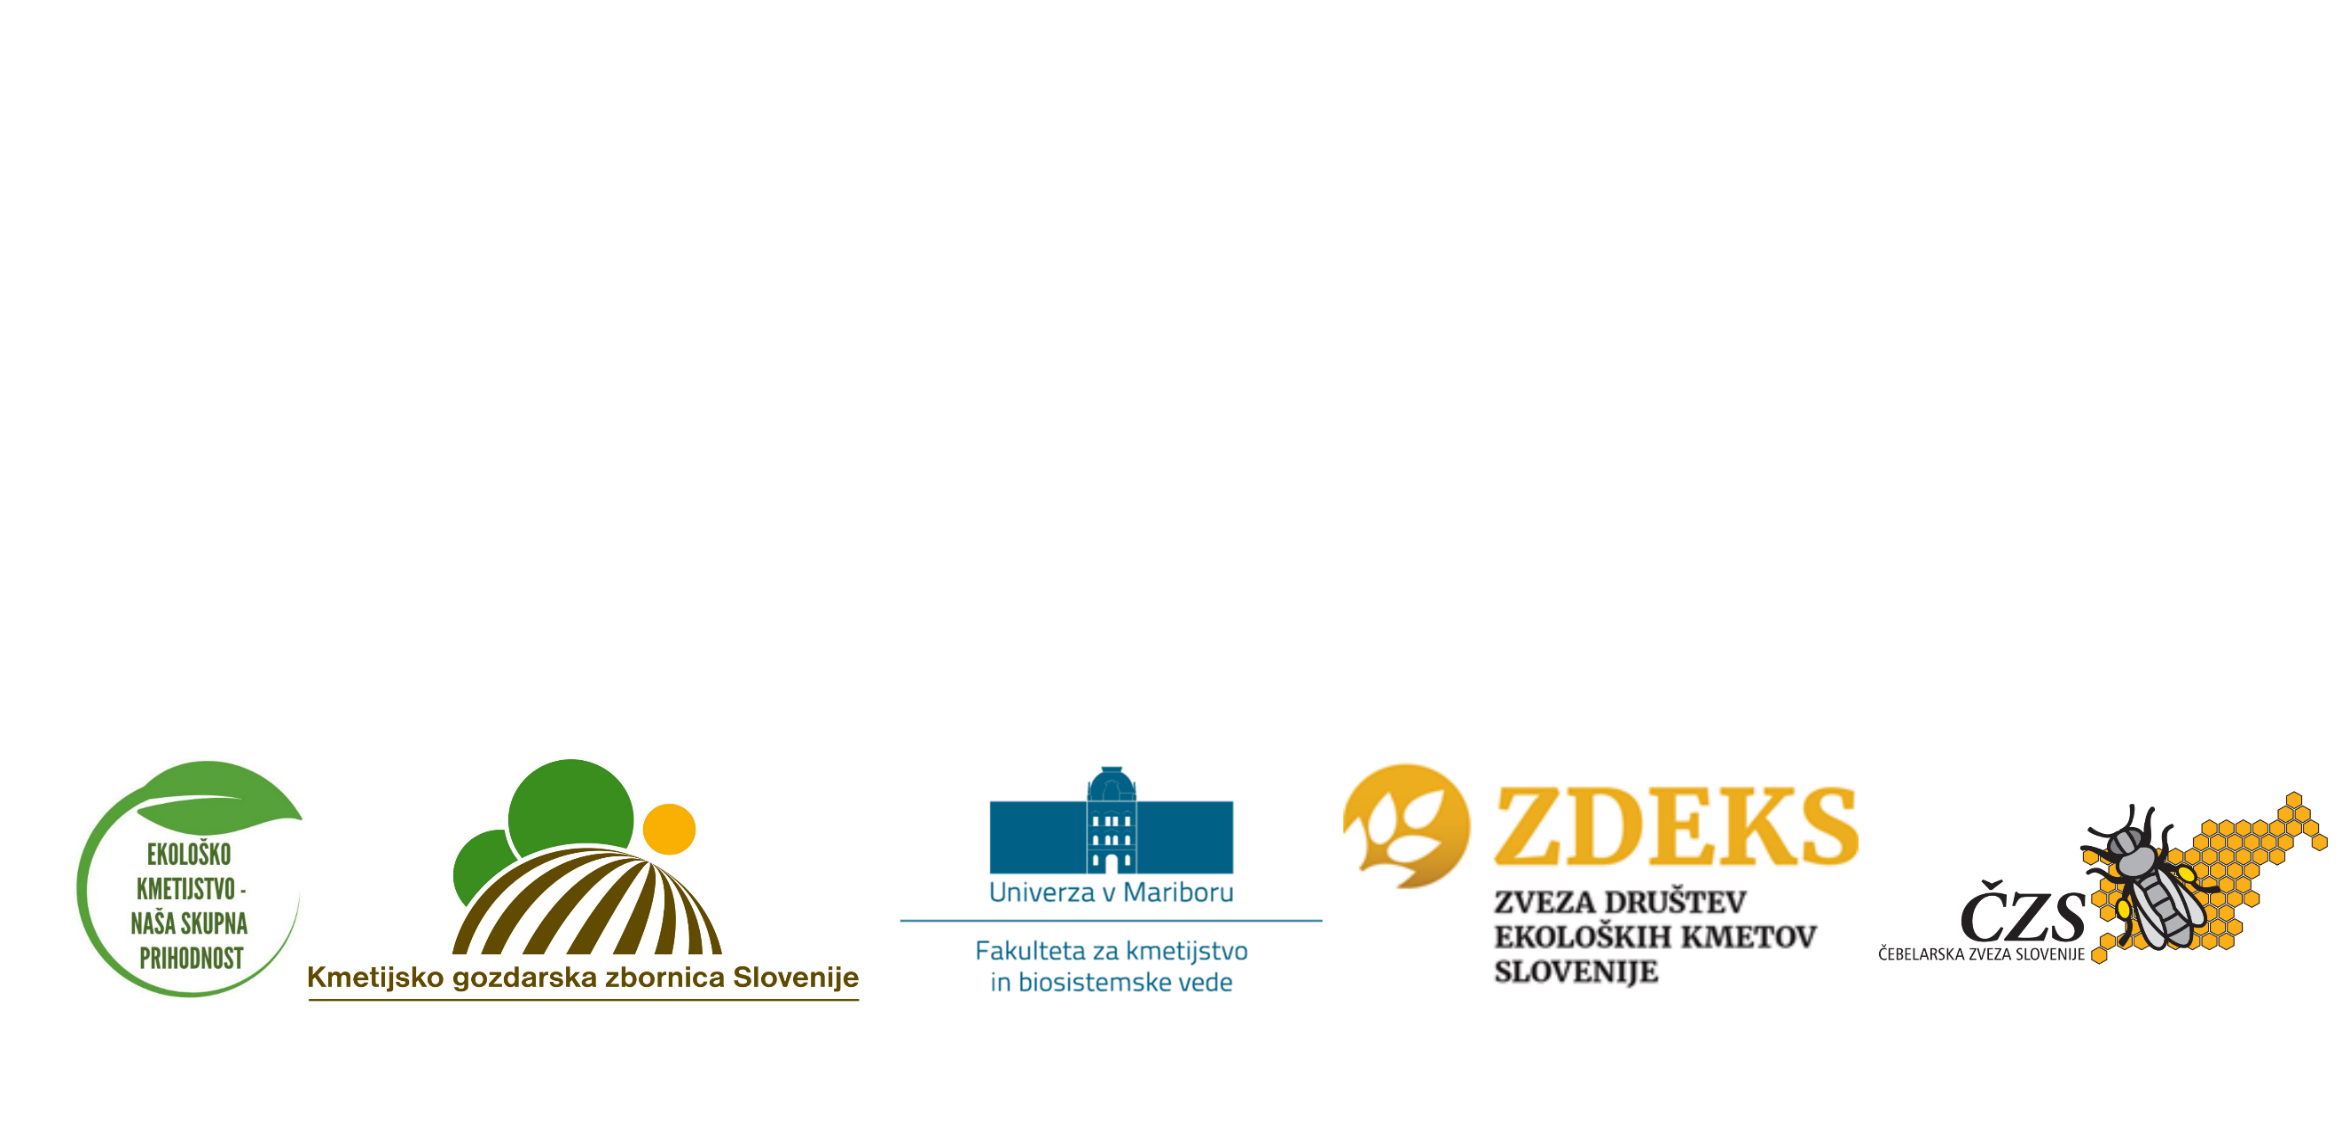 EKOLOŠKO
KMETIJSTVO -
NAŠA SKUPNA
PRIHODNOST
Kmetijsko gozdarska zbornica Slovenije
Univerza v Mariboru
Fakulteta za kmetijstvo
in biosistemske vede
ZDEKS
ZVEZA DRUŠTEV
EKOLOŠKIH KMETOV
SLOVENIJE
ČZS
ČEBELARSKA ZVEZA SLOVENIJE